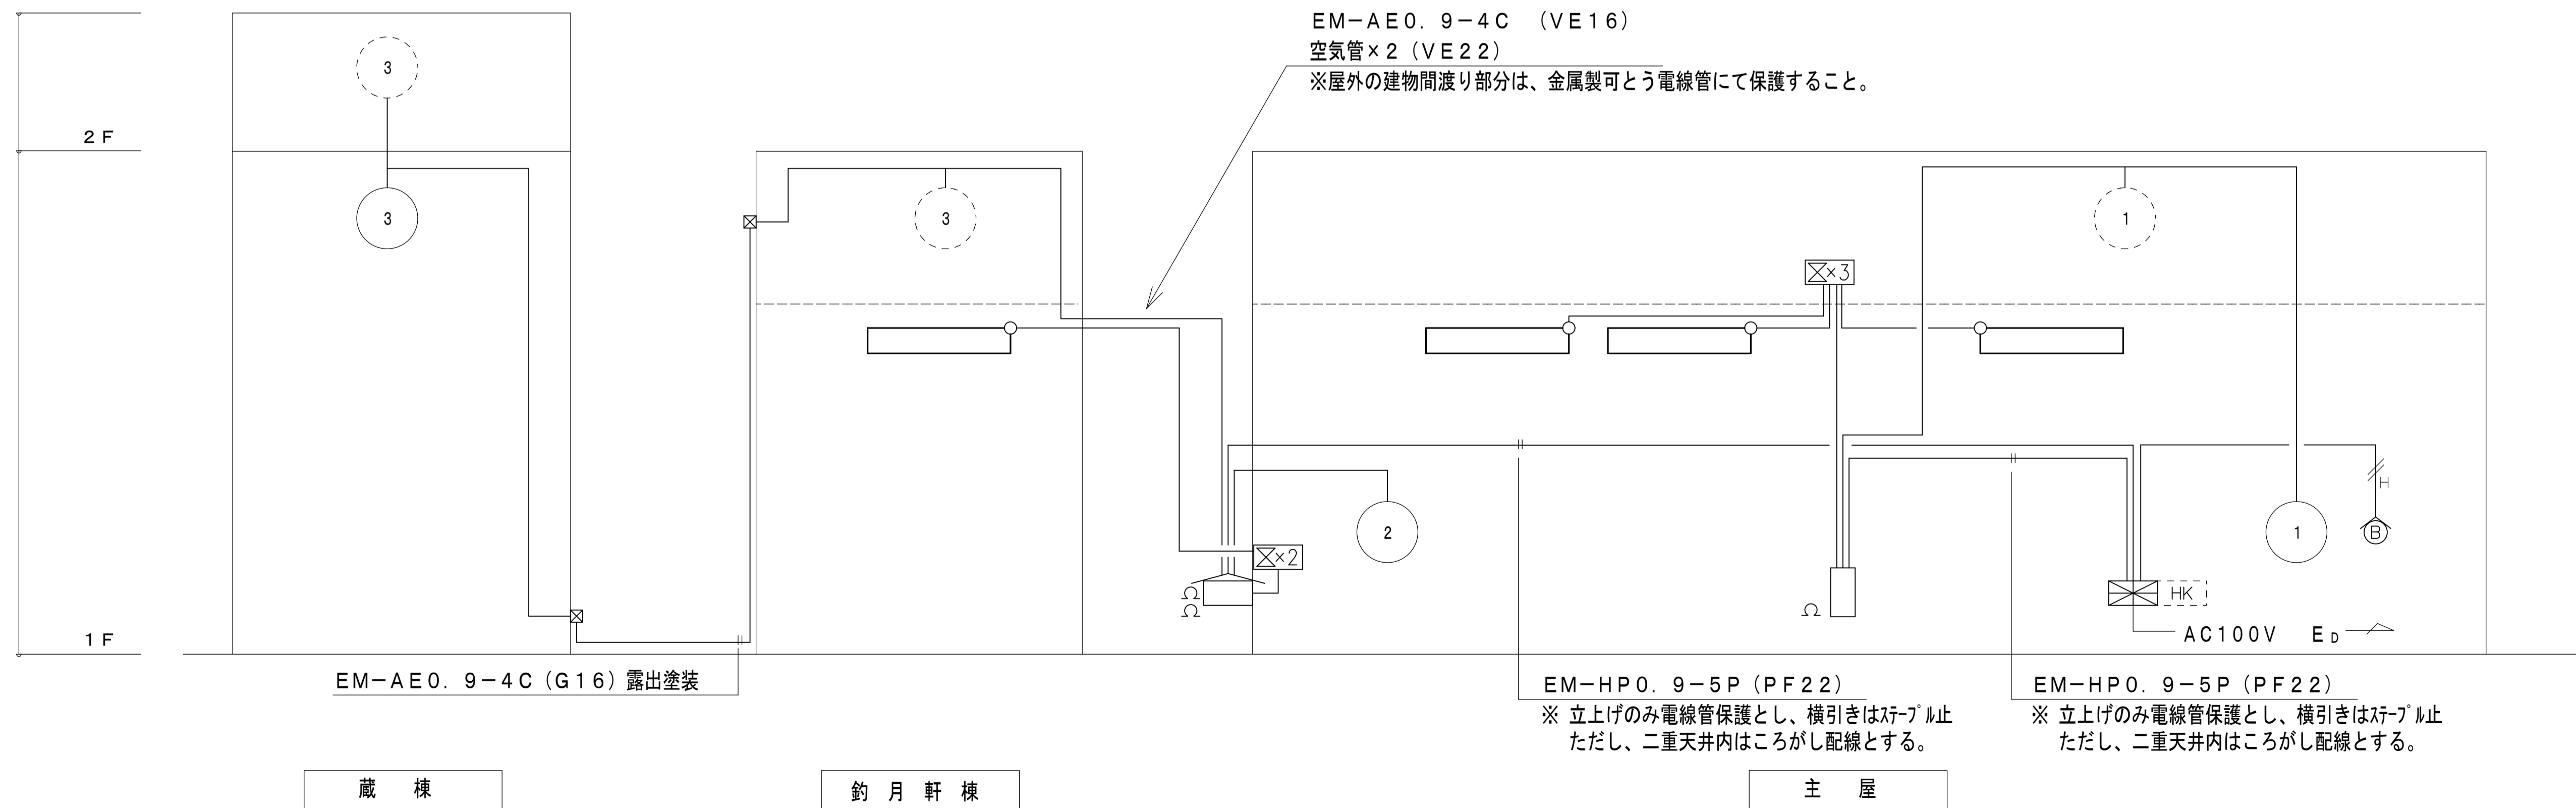 EM-AE0.9-4C (VE16)
空気管×2(VE22)
※屋外の建物間渡り部分は、金属製可とう電線管にて保護すること。
3
2F
3
3
1
×3
2
×2
1
H
B
Ω
Ω
Ω
HK
AC100V ED
1F
EM-AE0.9-4C(G16)露出塗装
EM-HP0.9-5P(PF22)
※ 立上げのみ電線管保護とし、横引きはステープル止
ただし、二重天井内はころがし配線とする。
EM-HP0.9-5P(PF22)
※ 立上げのみ電線管保護とし、横引きはステープル止
ただし、二重天井内はころがし配線とする。
蔵 棟
釣 月 軒 棟
主 屋